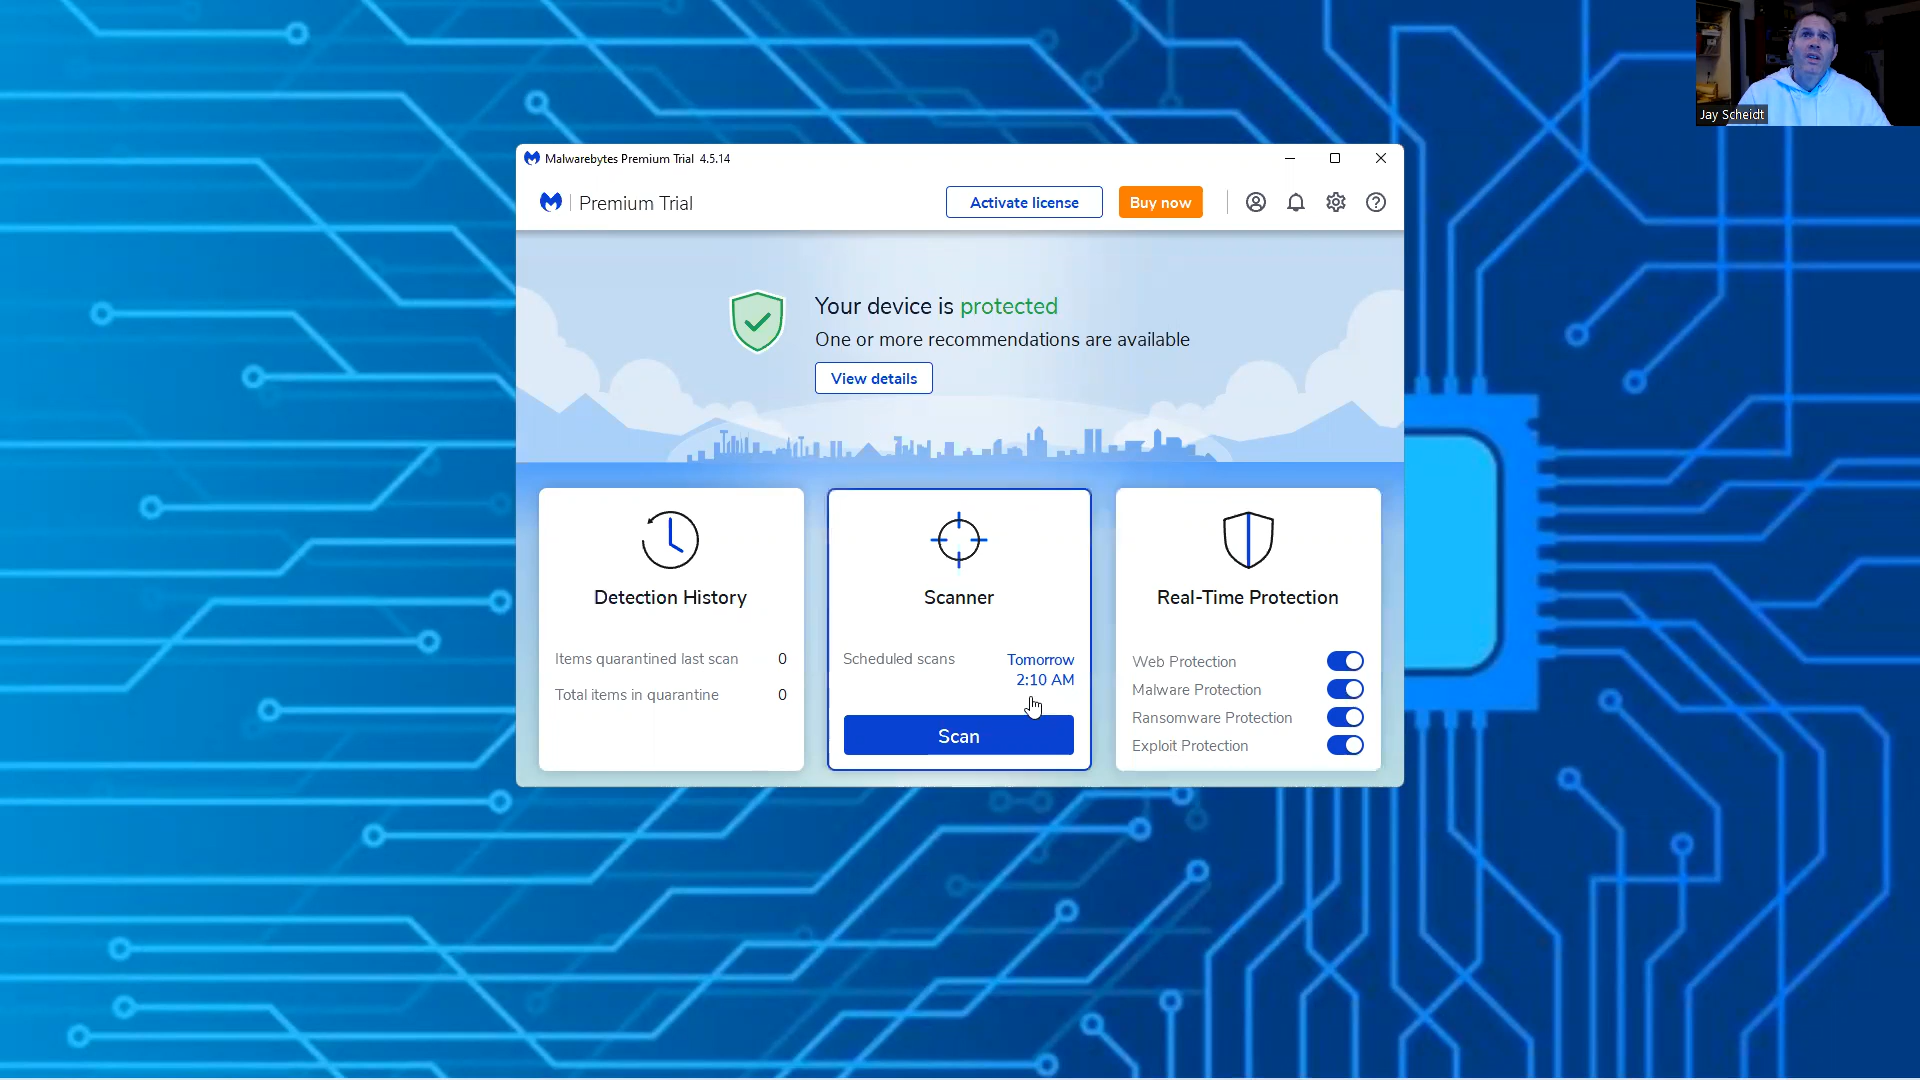 Jay Scheidt
Malwarebytes Premium Trial 4.5.14
Premium Trial
Activate license
Buy now
Your device is protected
One or more recommendations are available
View details
Detection History
Items quarantined last scan 0
Total items in quarantine 0
Scanner
Scheduled scans Tomorrow
2:10 AM
Scan
Real-Time Protection
Web Protection
Malware Protection
Ransomware Protection
Exploit Protection